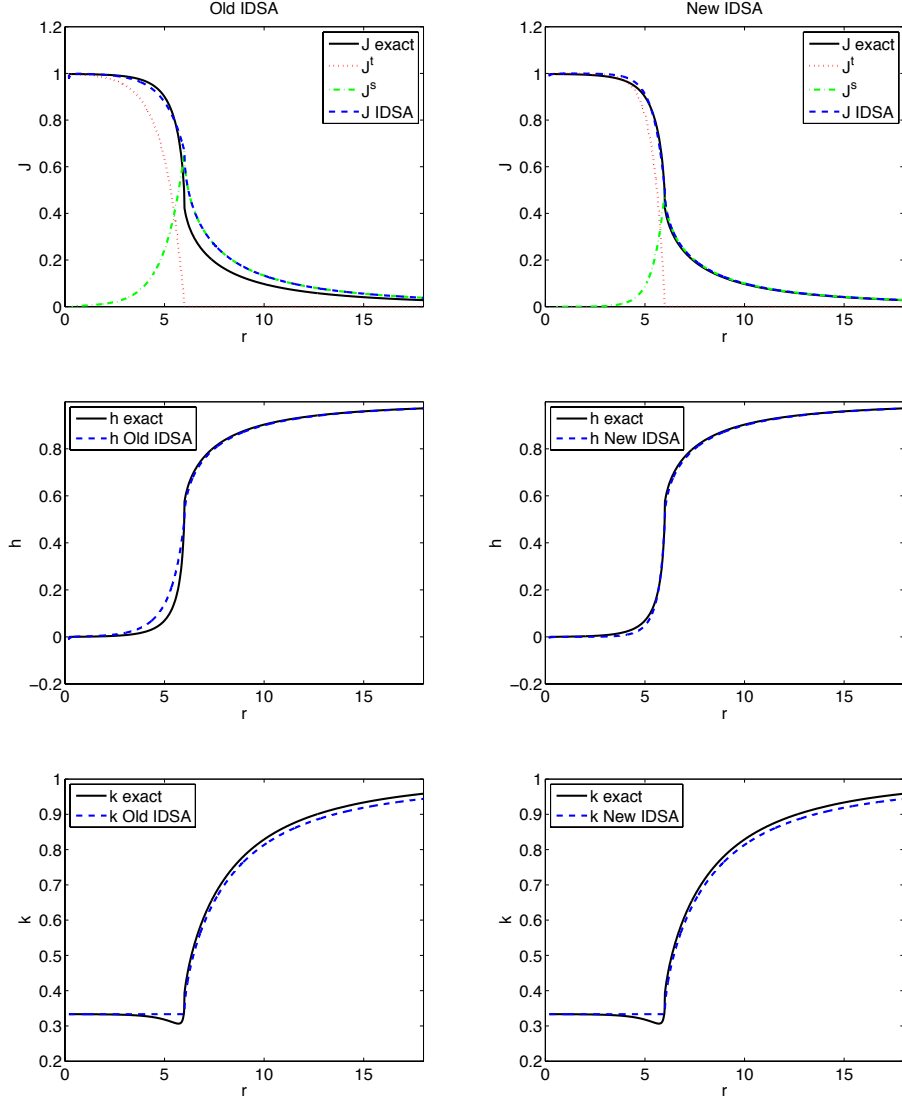 Old IDSA
1.2
1
0.8
0.6
0.4
0.2
0
J
J exact
J^t
J^s
J IDSA
0 5 10 15
r
New IDSA
1.2
1
0.8
0.6
0.4
0.2
0
J
J exact
J^t
J^s
J IDSA
0 5 10 15
r
0.8
0.6
0.4
0.2
0
−0.2
h
h exact
h Old IDSA
0 5 10 15
r
0.8
0.6
0.4
0.2
0
−0.2
h
h exact
h New IDSA
0 5 10 15
r
1
0.9
0.8
0.7
0.6
0.5
0.4
0.3
0.2
k
k exact
k Old IDSA
0 5 10 15
r
1
0.9
0.8
0.7
0.6
0.5
0.4
0.3
0.2
k
k exact
k New IDSA
0 5 10 15
r